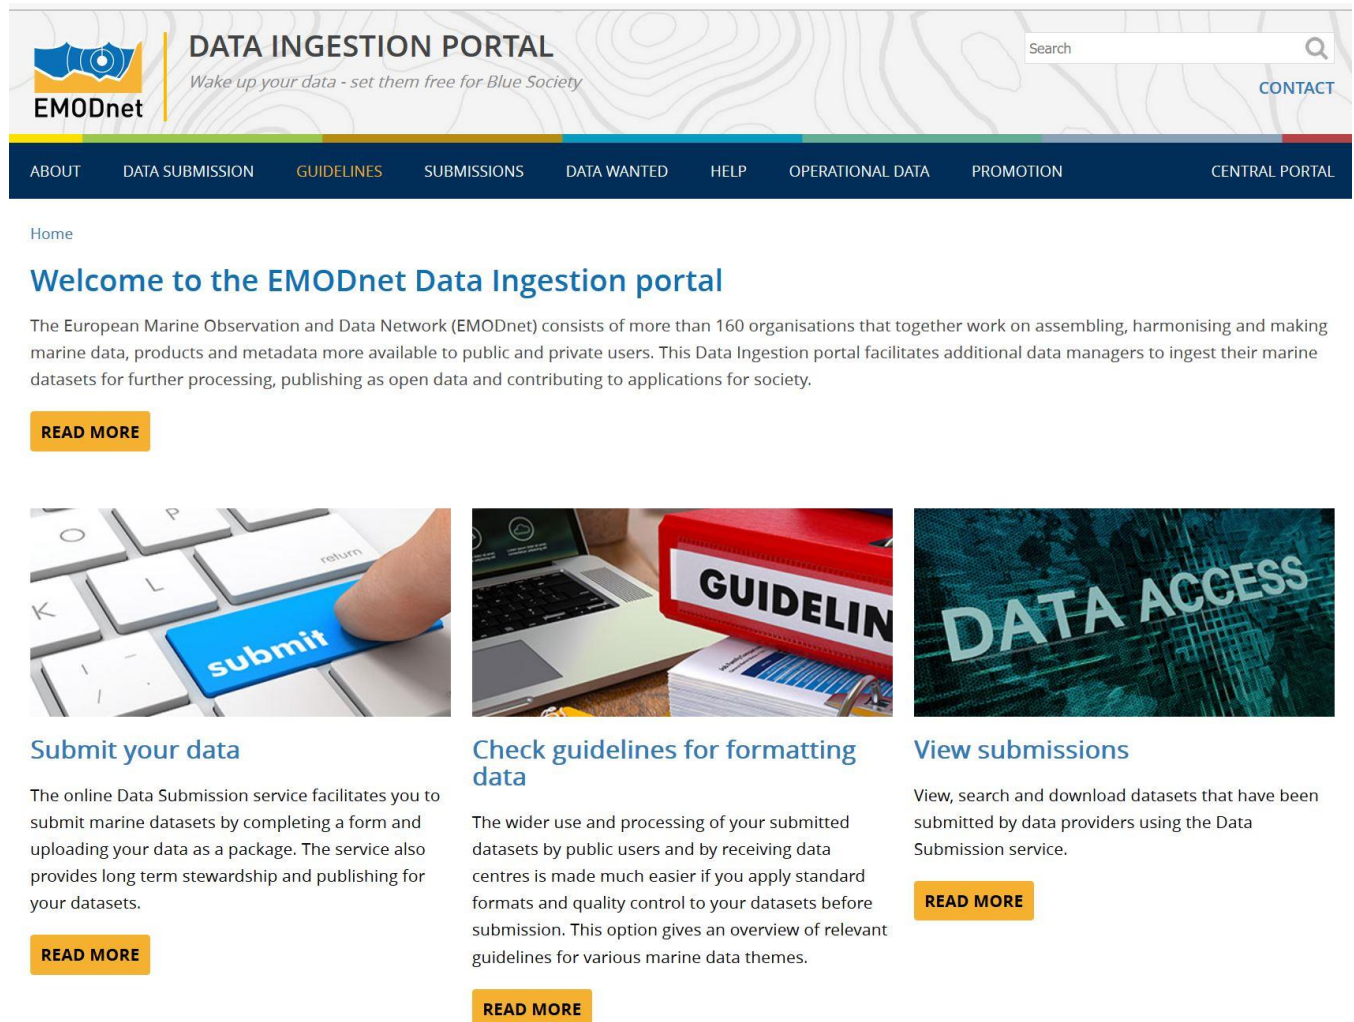 EMODnet
DATA INGESTION PORTAL
Wake up your data - set them free for Blue Society
Search
CONTACT
ABOUT DATA SUBMISSION GUIDELINES SUBMISSIONS DATA WANTED HELP OPERATIONAL DATA PROMOTION CENTRAL PORTAL
Home
Welcome to the EMODnet Data Ingestion portal
The European Marine Observation and Data Network (EMODnet) consists of more than 160 organisations that together work on assembling, harmonising and making
marine data, products and metadata more available to public and private users. This Data Ingestion portal facilitates additional data managers to ingest their marine
datasets for further processing, publishing as open data and contributing to applications for society.
READ MORE
O P
return
K L
submit
Submit your data
The online Data Submission service facilitates you to
submit marine datasets by completing a form and
uploading your data as a package. The service also
provides long term stewardship and publishing for
your datasets.
READ MORE
GUIDELIN
Check guidelines for formatting
data
The wider use and processing of your submitted
datasets by public users and by receiving data
centres is made much easier if you apply standard
formats and quality control to your datasets before
submission. This option gives an overview of relevant
guidelines for various marine data themes.
READ MORE
DATA ACCESS
View submissions
View, search and download datasets that have been
submitted by data providers using the Data
Submission service.
READ MORE